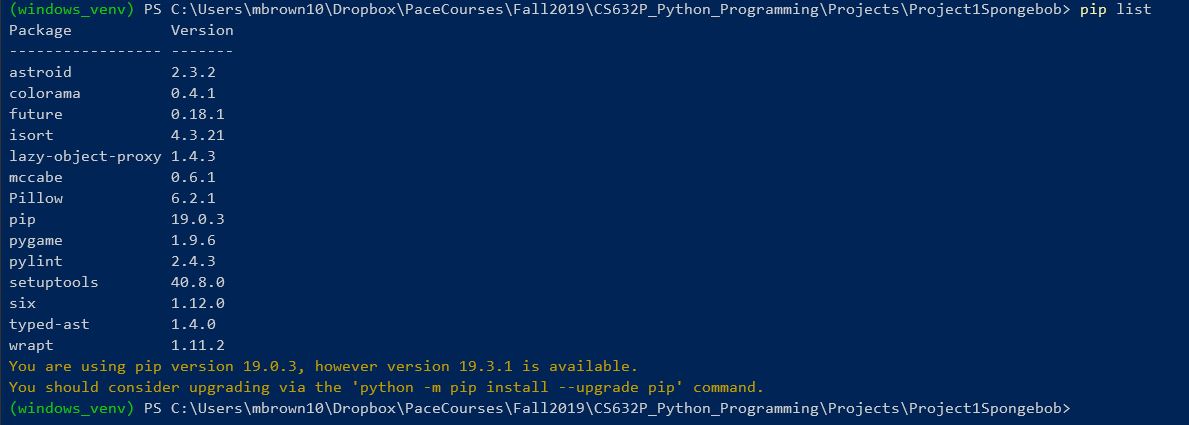 (windows_venv) PS C:\Users\mbrown10\Dropbox\PaceCourses\Fall2019\CS632P_Python_Programming\Projects\Project1Spongebob> pip list
Package           Version
----------------- -------
astroid           2.3.2
colorama          0.4.1
future            0.18.1
isort             4.3.21
lazy-object-proxy 1.4.3
mccabe            0.6.1
Pillow            6.2.1
pip               19.0.3
pygame            1.9.6
pylint            2.4.3
setuptools        40.8.0
six               1.12.0
typed-ast         1.4.0
wrapt             1.11.2
You are using pip version 19.0.3, however version 19.3.1 is available.
You should consider upgrading via the 'python -m pip install --upgrade pip' command.
(windows_venv) PS C:\Users\mbrown10\Dropbox\PaceCourses\Fall2019\CS632P_Python_Programming\Projects\Project1Spongebob>